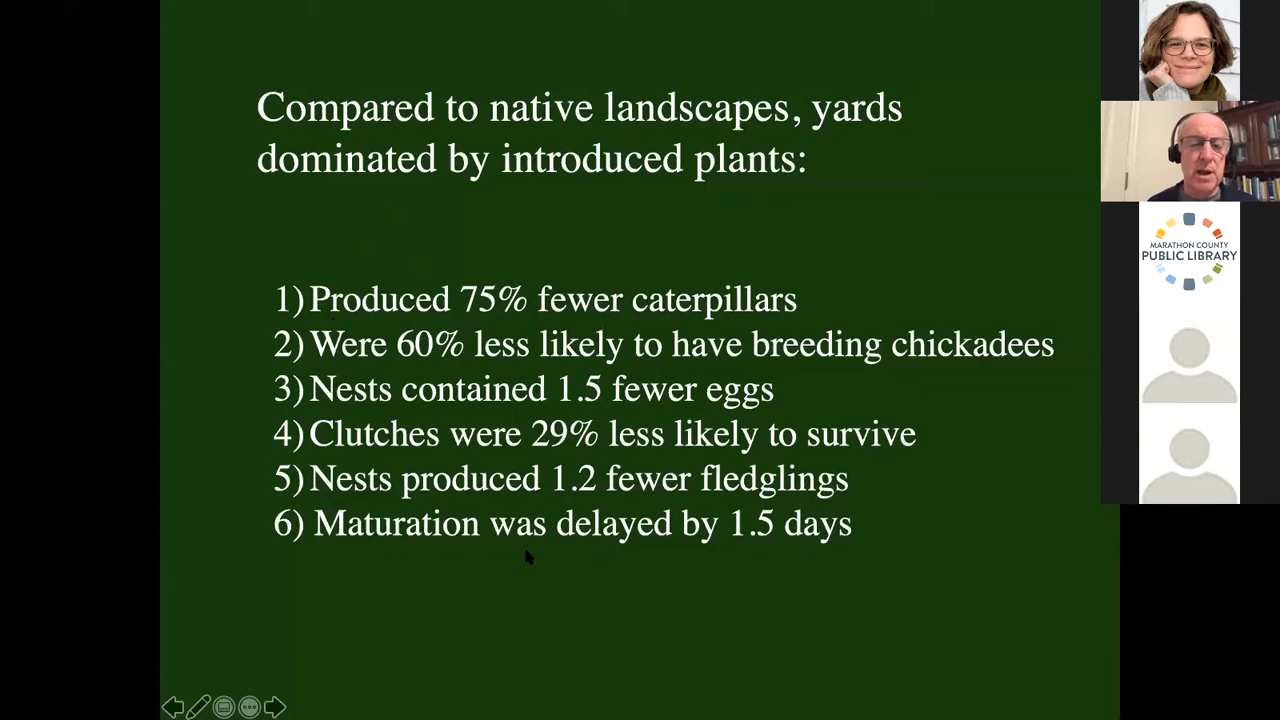 Compared to native landscapes, yards
dominated by introduced plants:
1) Produced 75% fewer caterpillars
2) Were 60% less likely to have breeding chickadees
3) Nests contained 1.5 fewer eggs
4) Clutches were 29% less likely to survive
5) Nests produced 1.2 fewer fledglings
6) Maturation was delayed by 1.5 days
MARATHON COUNTY
PUBLIC LIBRARY